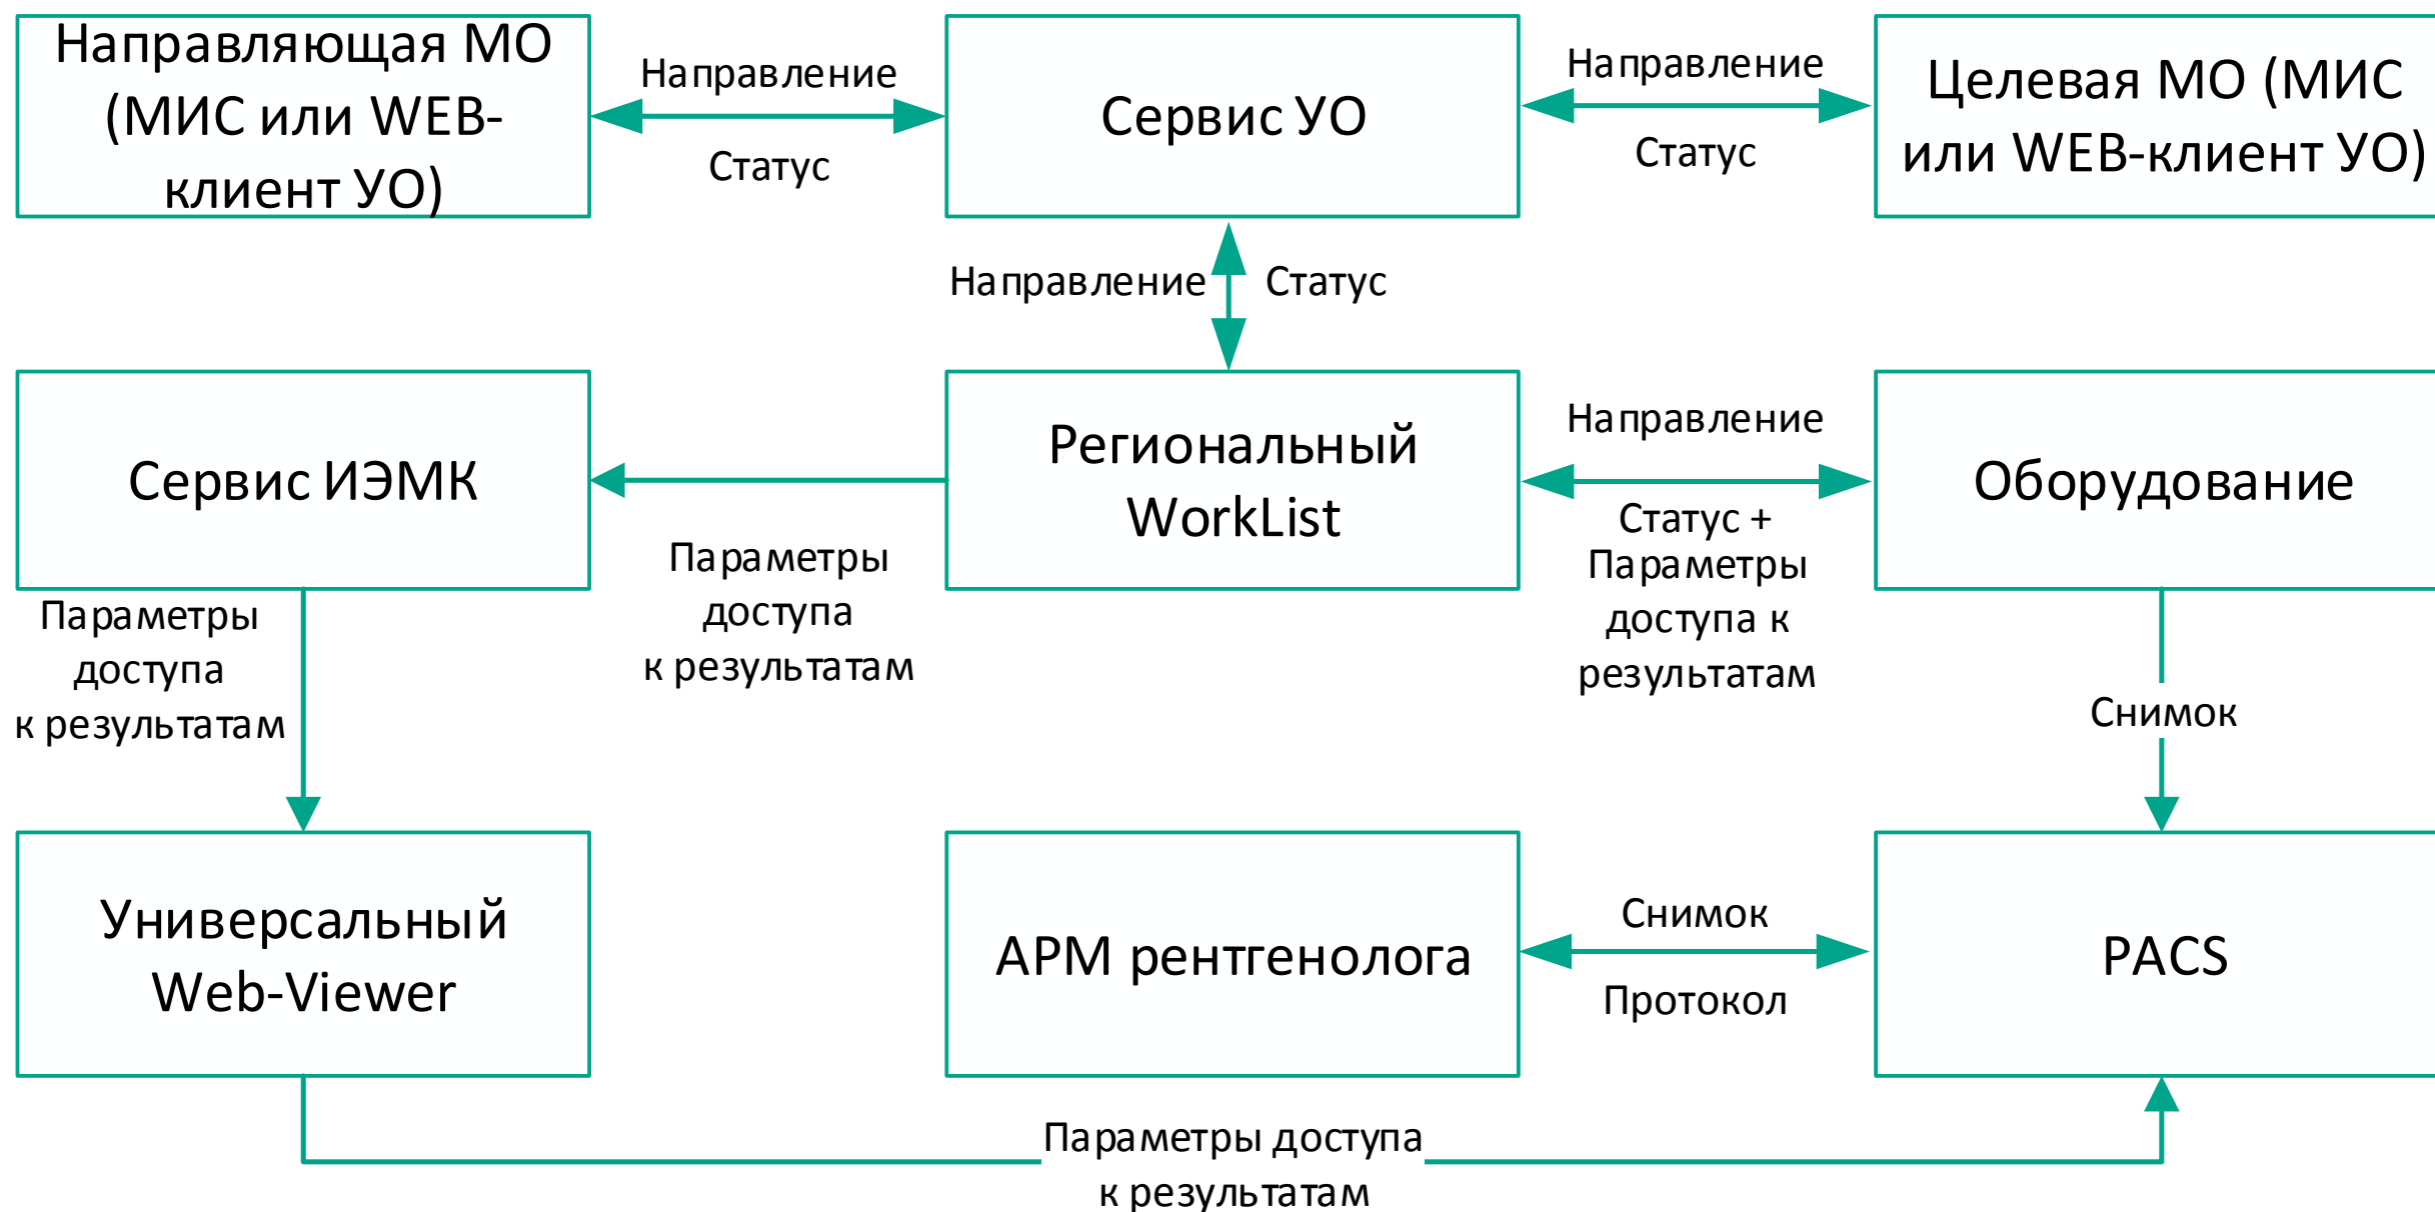 Направляющая МО
(МИС или WEB-
клиент УО)
Направление
Статус
Сервис УО
Направление
Статус
Целевая МО (МИС
или WEB-клиент УО)
Направление
Статус
Сервис ИЭМК
Параметры
доступа
к результатам
Региональный
WorkList
Направление
Статус +
Параметры
доступа к
результатам
Оборудование
Параметры
доступа
к результатам
Снимок
Универсальный
Web-Viewer
АРМ рентгенолога
Снимок
Протокол
PACS
Параметры доступа
к результатам